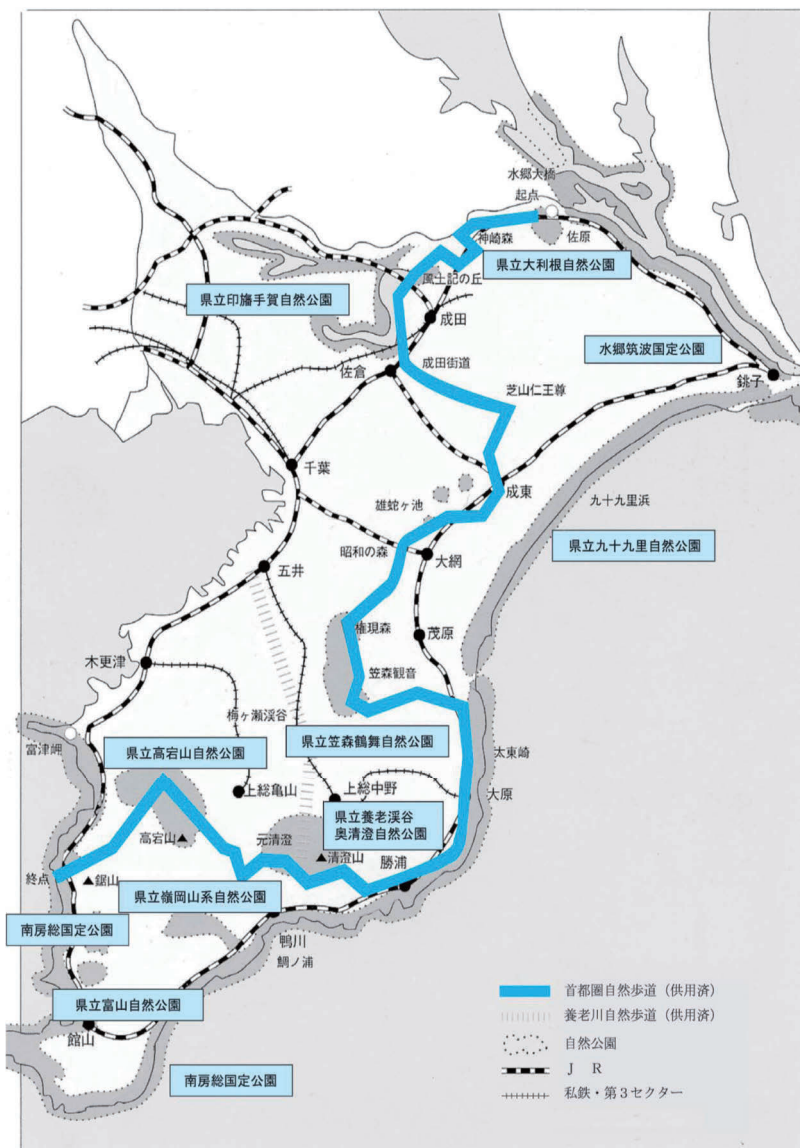 水郷大橋
起点
神崎森
佐原
県立大利根自然公園
風土記の丘
県立印旛手賀自然公園
成田
水郷筑波国定公園
成田街道
佐倉
銚子
芝山仁王尊
千葉
成東
雄蛇ヶ池
九十九里浜
県立九十九里自然公園
昭和の森
大網
五井
権現森
茂原
木更津
笠森観音
梅ヶ瀬渓谷
富津岬
県立高宕山自然公園
県立笠森鶴舞自然公園
太東崎
上総亀山
上総中野
大原
県立養老渓谷
奥清澄自然公園
高宕山
元清澄
清澄山
勝浦
終点
鋸山
県立嶺岡山系自然公園
南房総国定公園
鴨川
鯛ノ浦
県立富山自然公園
館山
南房総国定公園
首都圏自然歩道（供用済）
養老川自然歩道（供用済）
自然公園
J R
私鉄・第3セクター